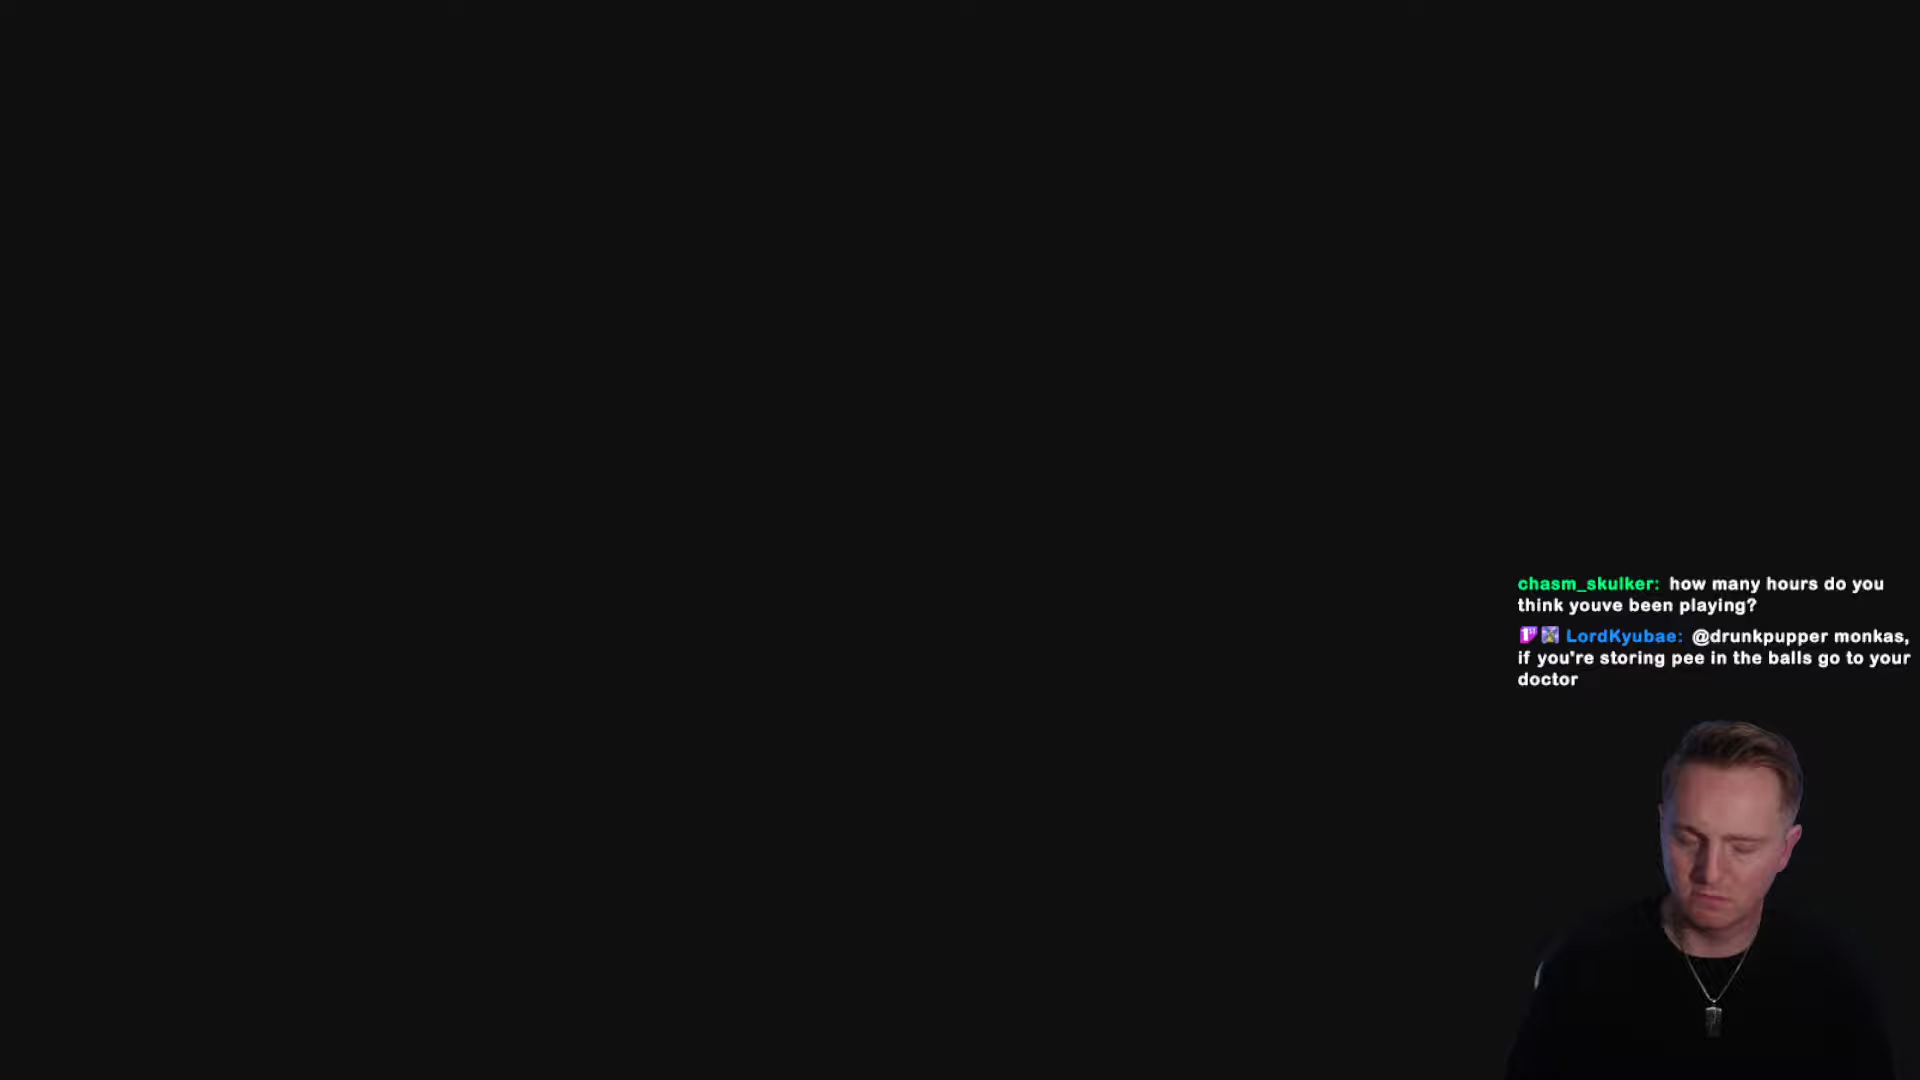 chasm_skulker: how many hours do you
think youve been playing?
LordKyubae: @drunkpupper monkas,
if you're storing pee in the balls go to your
doctor